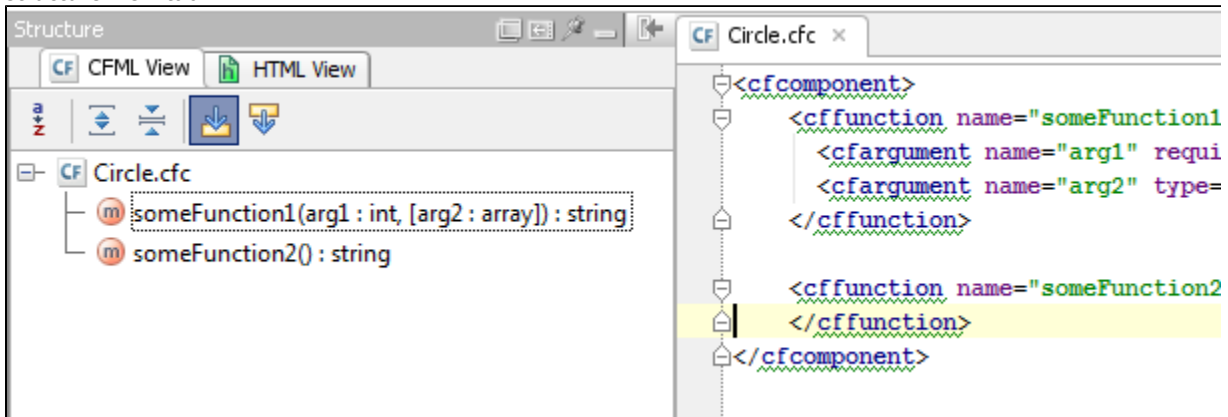 Structure
CF CFML View h HTML View
a z
CF Circle.cfc
m someFunction1(arg1 : int, [arg2 : array]) : string
m someFunction2() : string
CF Circle.cfc ×
<cfcomponent>
<cffunction name="someFunction1
<cfargument name="arg1" requi
<cfargument name="arg2" type=
</cffunction>
<cffunction name="someFunction2
</cffunction>
</cfcomponent>